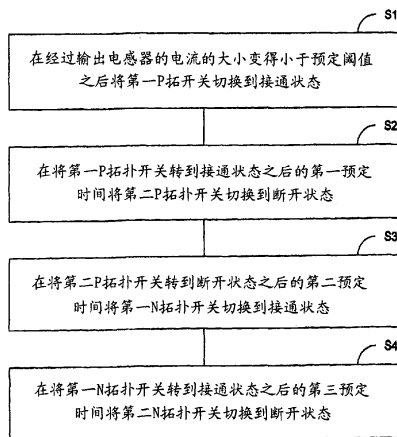 S1
在经过输出电感器的电流的大小变得小于预定阈值
之后将第一P拓扑开关切换到接通状态
S2
在将第一P拓扑开关转到接通状态之后的第一预定
时间将第二P拓扑开关切换到断开状态
S3
在将第二P拓扑开关转到断开状态之后的第二预定
时间将第一N拓扑开关切换到接通状态
S4
在将第一N拓扑开关转到接通状态之后的第三预定
时间将第二N拓扑开关切换到断开状态